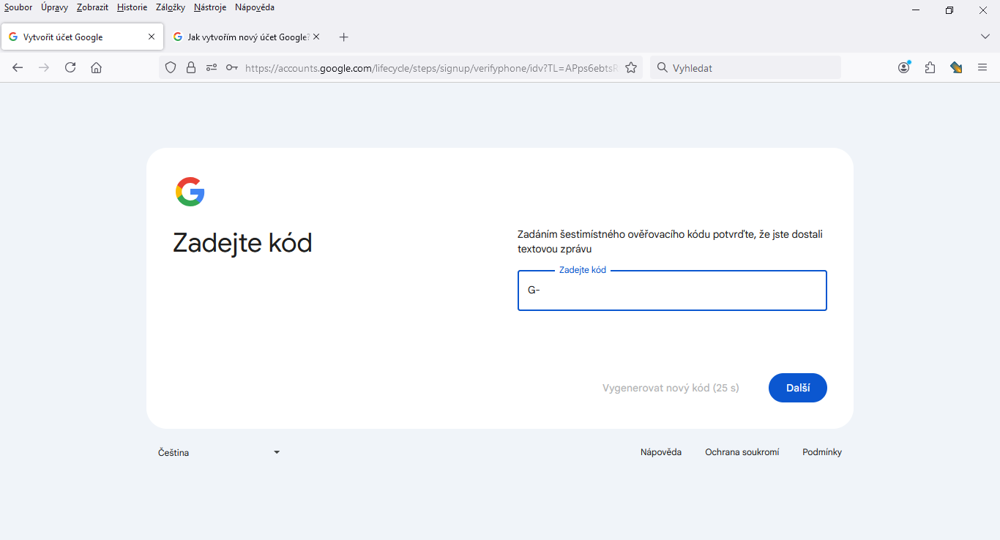 Soubor Úpravy Zobrazit Historie Záložky Nástroje Nápověda
Vytvořit účet Google Jak vytvořím nový účet Google?
https://accounts.google.com/lifecycle/steps/signup/verifyphone/idv?TL=APps6ebtsR Vyhledat
Zadejte kód
Zadáním šestimístného ověřovacího kódu potvrďte, že jste dostali
textovou zprávu
Zadejte kód
G-
Vygenerovat nový kód (25 s) Další
Čeština Nápověda Ochrana soukromí Podmínky